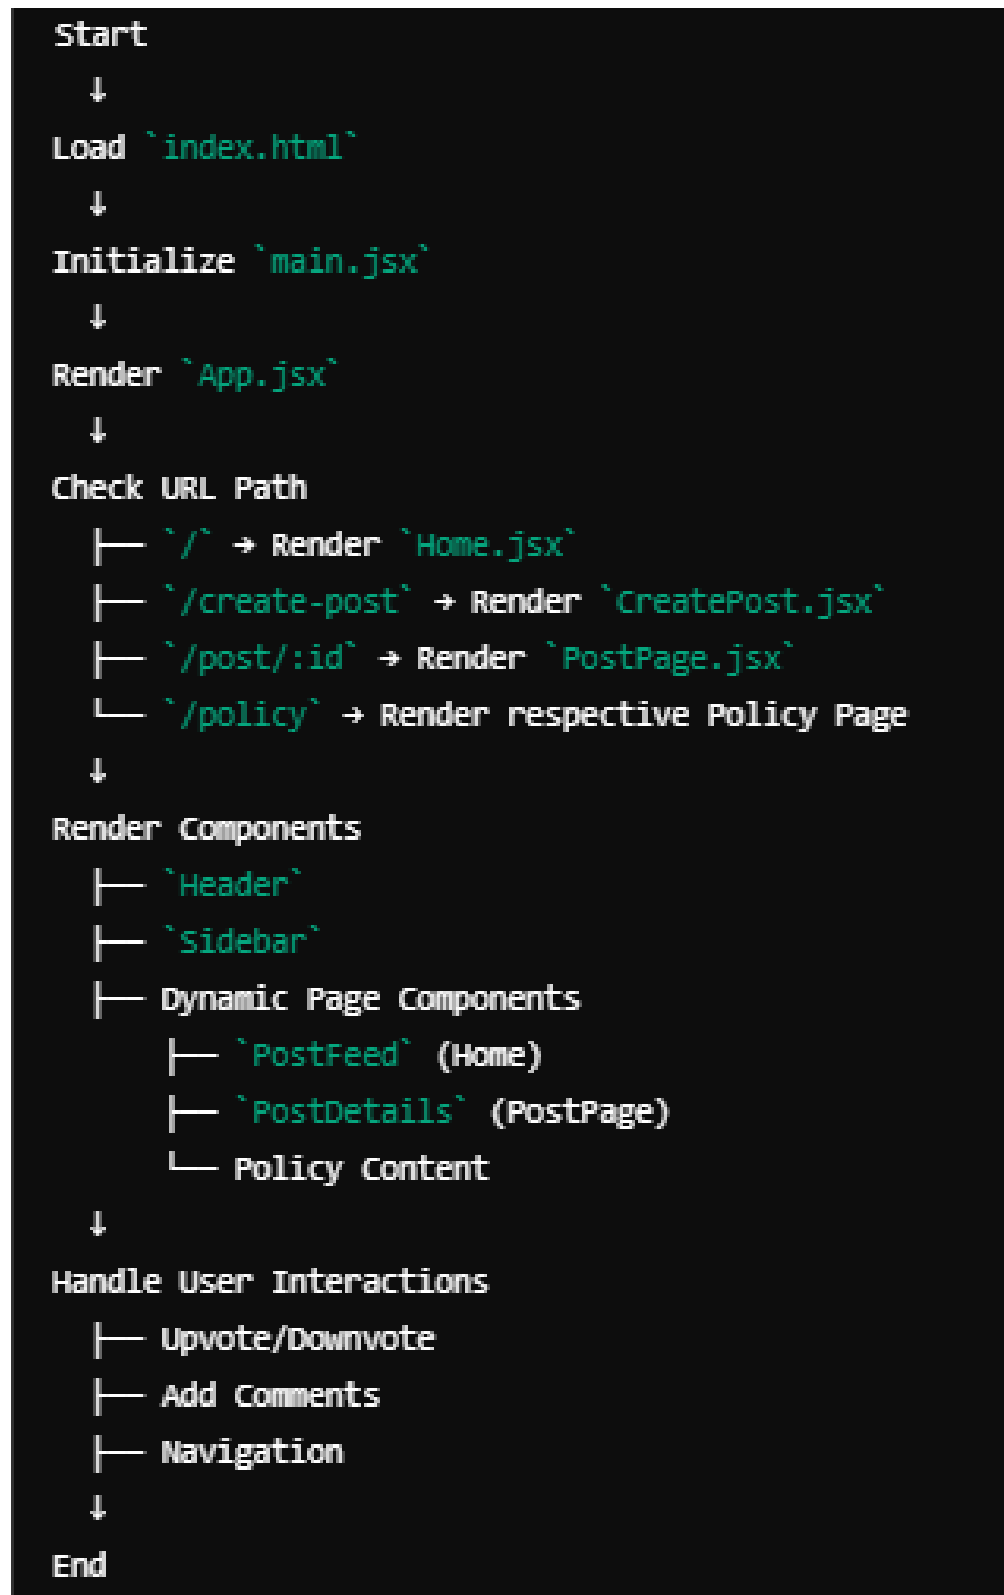 Start
↓
Load `index.html`
↓
Initialize `main.jsx`
↓
Render `App.jsx`
↓
Check URL Path
├── `/` → Render `Home.jsx`
├── `/create-post` → Render `CreatePost.jsx`
├── `/post/:id` → Render `PostPage.jsx`
└── `/policy` → Render respective Policy Page
↓
Render Components
├── `Header`
├── `Sidebar`
├── Dynamic Page Components
├── `PostFeed` (Home)
├── `PostDetails` (PostPage)
└── Policy Content
↓
Handle User Interactions
├── Upvote/Downvote
├── Add Comments
├── Navigation
↓
End